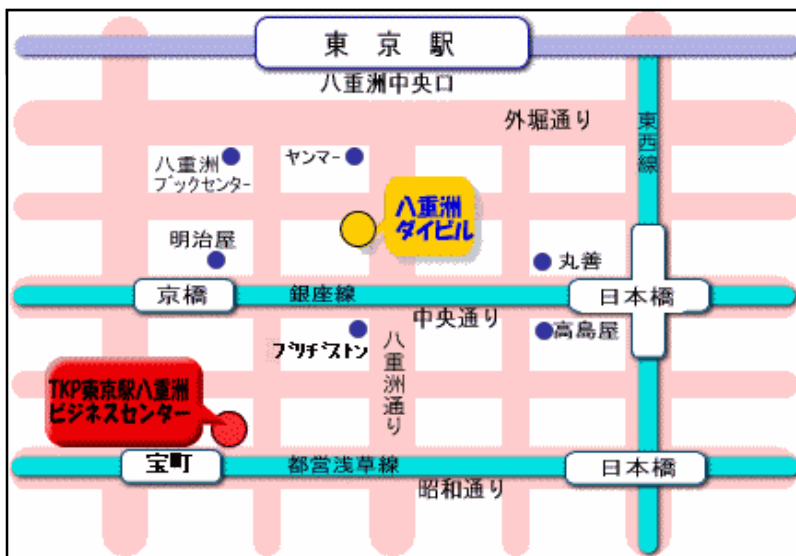 東京駅
八重洲中央口
外堀通り
東西線
八重洲
ブックセンター
ヤンマー
八重洲
ダイビル
明治屋
丸善
京橋
銀座線
日本橋
中央通り
ブリヂストン
八重洲通り
高島屋
TKP東京駅八重洲
ビジネスセンター
宝町
都営浅草線
日本橋
昭和通り